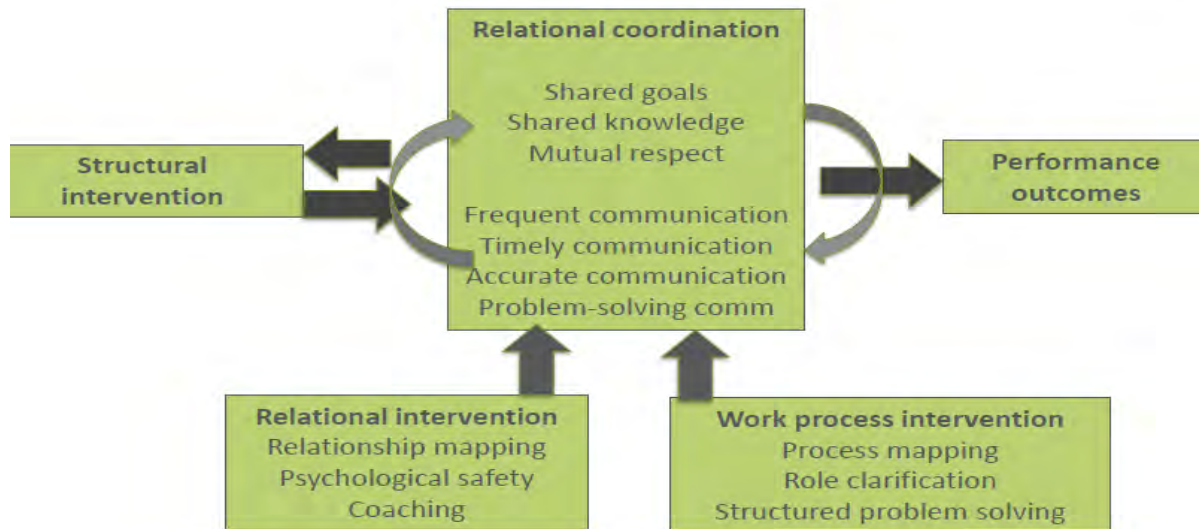 Relational coordination
Shared goals
Shared knowledge
Mutual respect
Frequent communication
Timely communication
Accurate communication
Problem-solving comm
Structural
intervention
Performance
outcomes
Relational intervention
Relationship mapping
Psychological safety
Coaching
Work process intervention
Process mapping
Role clarification
Structured problem solving